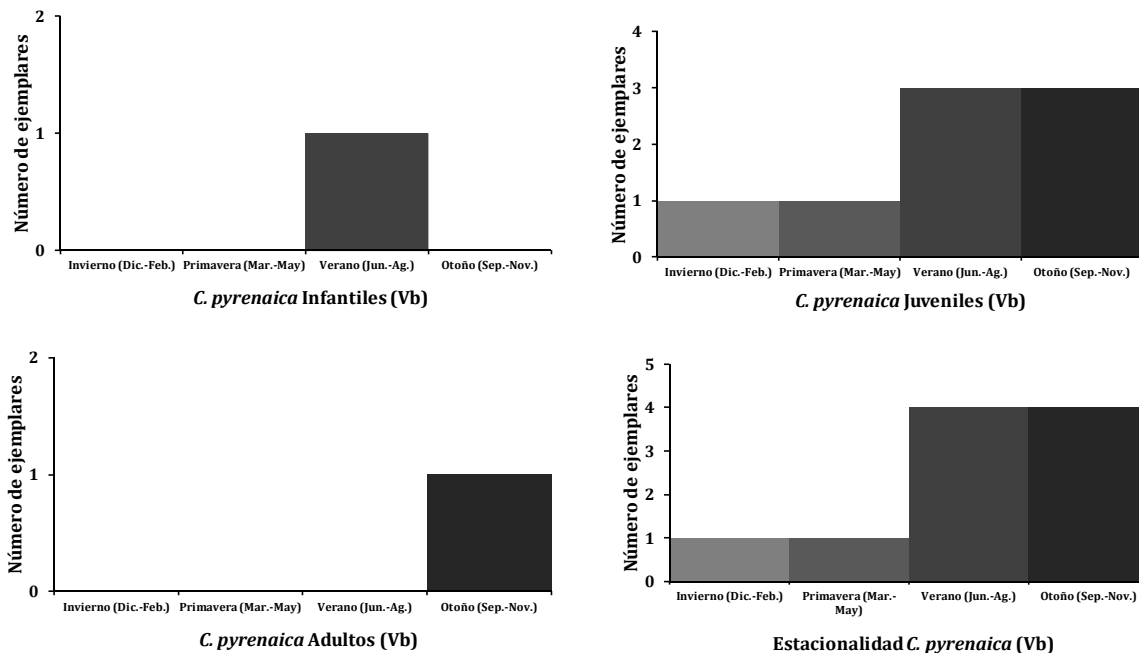 Número de ejemplares
2
1
0
Invierno (Dic.-Feb.) Primavera (Mar.-May) Verano (Jun.-Ag.) Otoño (Sep.-Nov.)
C. pyrenaica Infantiles (Vb)
Número de ejemplares
4
3
2
1
0
Invierno (Dic.-Feb.) Primavera (Mar.-May) Verano (Jun.-Ag.) Otoño (Sep.-Nov.)
C. pyrenaica Juveniles (Vb)
Número de ejemplares
2
1
0
Invierno (Dic.-Feb.) Primavera (Mar.-May) Verano (Jun.-Ag.) Otoño (Sep.-Nov.)
C. pyrenaica Adultos (Vb)
Número de ejemplares
5
4
3
2
1
0
Invierno (Dic.-Feb.) Primavera (Mar.- Verano (Jun.-Ag.) Otoño (Sep.-Nov.)
May)
Estacionalidad C. pyrenaica (Vb)